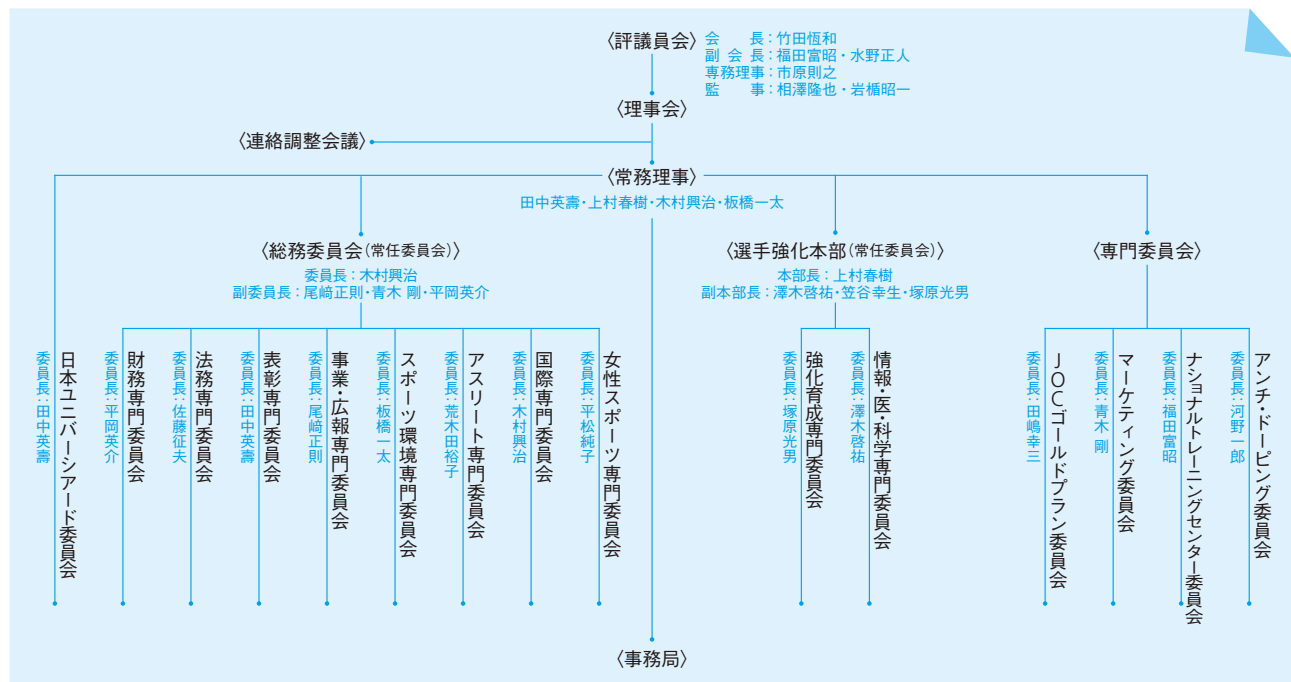 〈評議員会〉
会　　長：竹田恆和
副 会 長：福田富昭・水野正人
専務理事：市原則之
監　　事：相澤隆也・岩楯昭一
〈理事会〉
〈連絡調整会議〉
〈常務理事〉
田中英壽・上村春樹・木村興治・板橋一太
〈総務委員会(常任委員会)〉
委員長：木村興治
副委員長：尾﨑正則・青木 剛・平岡英介
〈選手強化本部(常任委員会)〉
本部長：上村春樹
副本部長：澤木啓祐・笠谷幸生・塚原光男
〈専門委員会〉
日本ユニバーシアード委員会
委員長：田中英壽
財務専門委員会
委員長：平岡英介
法務専門委員会
委員長：佐藤征夫
表彰専門委員会
委員長：田中英壽
事業・広報専門委員会
委員長：尾﨑正則
スポーツ環境専門委員会
委員長：板橋一太
アスリート専門委員会
委員長：荒木田裕子
国際専門委員会
委員長：木村興治
女性スポーツ専門委員会
委員長：平松純子
強化育成専門委員会
委員長：塚原光男
情報・医・科学専門委員会
委員長：澤木啓祐
ＪＯＣゴールドプラン委員会
委員長：田嶋幸三
マーケティング委員会
委員長：青木 剛
ナショナルトレーニングセンター委員会
委員長：福田富昭
アンチ・ドーピング委員会
委員長：河野一郎
〈事務局〉